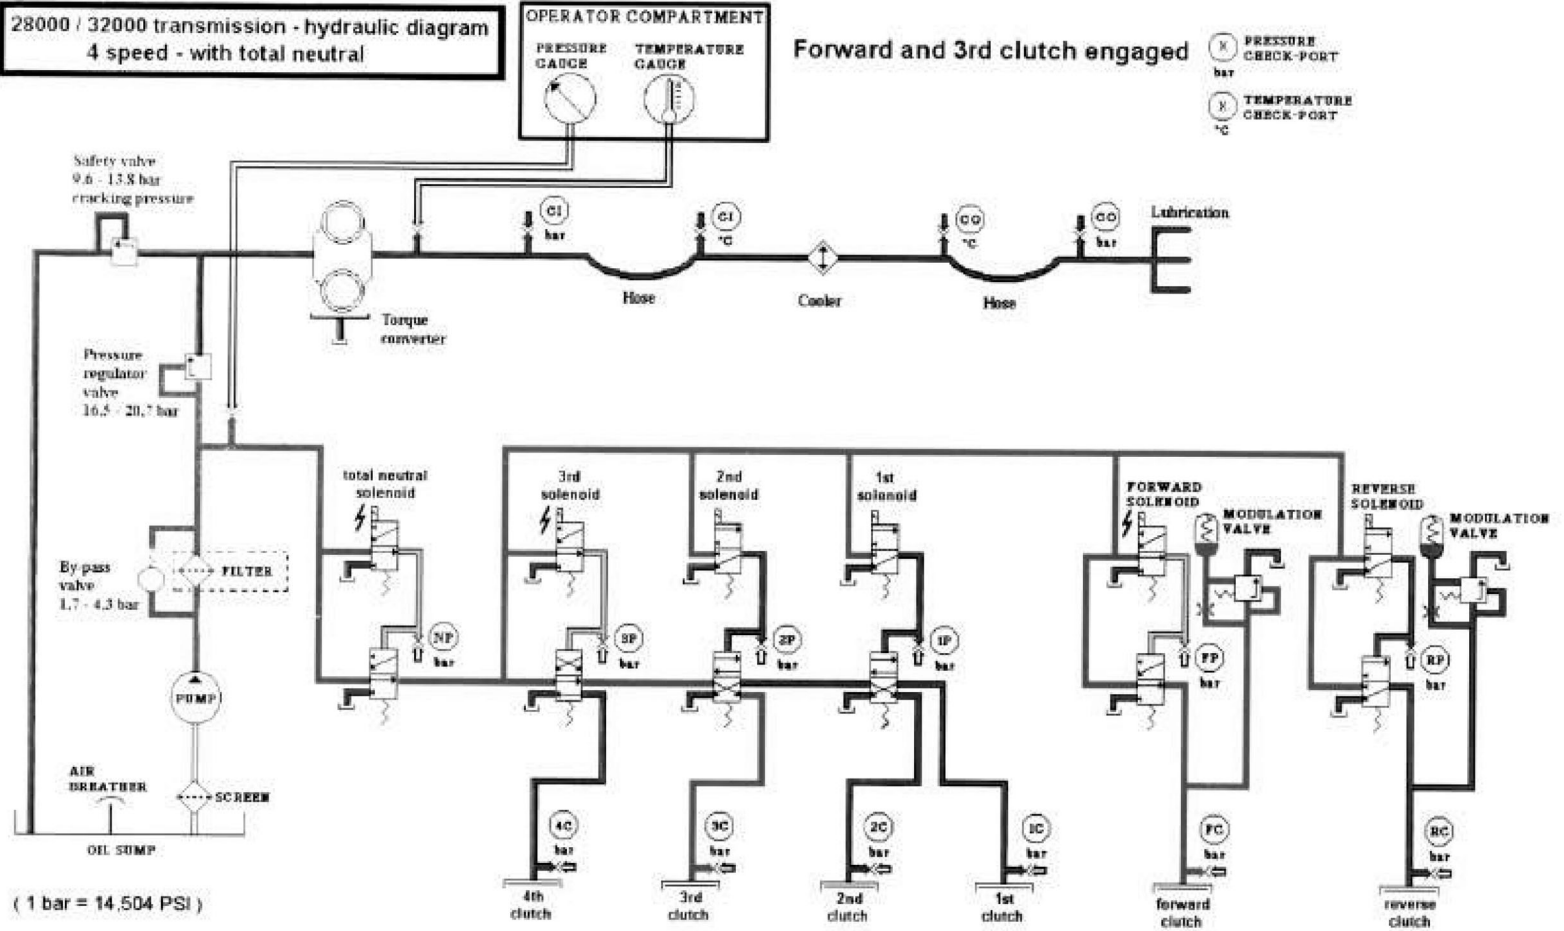 28000 / 32000 transmission - hydraulic diagram
4 speed - with total neutral
OPERATOR COMPARTMENT
PRESSURE
GAUGE
TEMPERATURE
GAUGE
Forward and 3rd clutch engaged
X
bar
PRESSURE
CHECK-PORT
X
°C
TEMPERATURE
CHECK-PORT
Safety valve
9.6 - 13.8 bar
cracking pressure
CI
bar
CI
°C
CO
°C
CO
bar
Lubrication
Hose
Cooler
Hose
Torque
converter
Pressure
regulator
valve
16,5 - 20,7 bar
total neutral
solenoid
3rd
solenoid
2nd
solenoid
1st
solenoid
FORWARD
SOLENOID
MODULATION
VALVE
REVERSE
SOLENOID
MODULATION
VALVE
By-pass
valve
1,7 - 4,3 bar
FILTER
NP
bar
3P
bar
2P
bar
1P
bar
FP
bar
RP
bar
PUMP
AIR
BREATHER
SCREEN
OIL SUMP
4C
bar
3C
bar
2C
bar
1C
bar
FC
bar
RC
bar
4th
clutch
3rd
clutch
2nd
clutch
1st
clutch
forward
clutch
reverse
clutch
( 1 bar = 14,504 PSI )